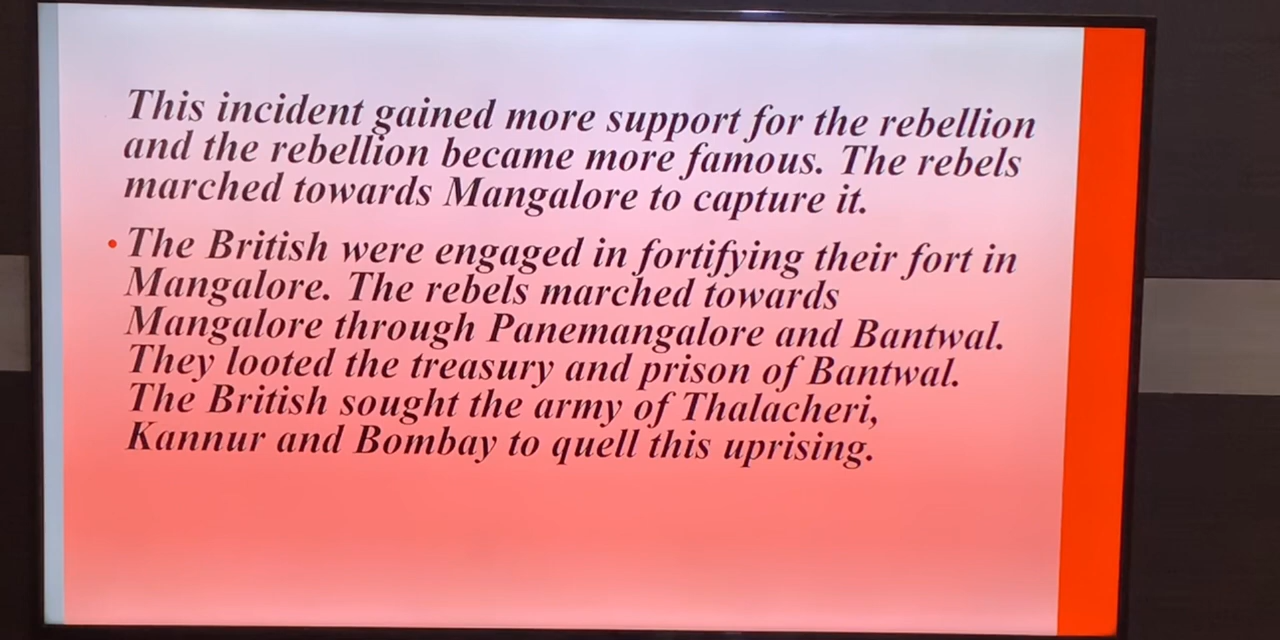 This incident gained more support for the rebellion
and the rebellion became more famous. The rebels
marched towards Mangalore to capture it.
• The British were engaged in fortifying their fort in
Mangalore. The rebels marched towards
Mangalore through Panemangalore and Bantwal.
They looted the treasury and prison of Bantwal.
The British sought the army of Thalacheri,
Kannur and Bombay to quell this uprising.